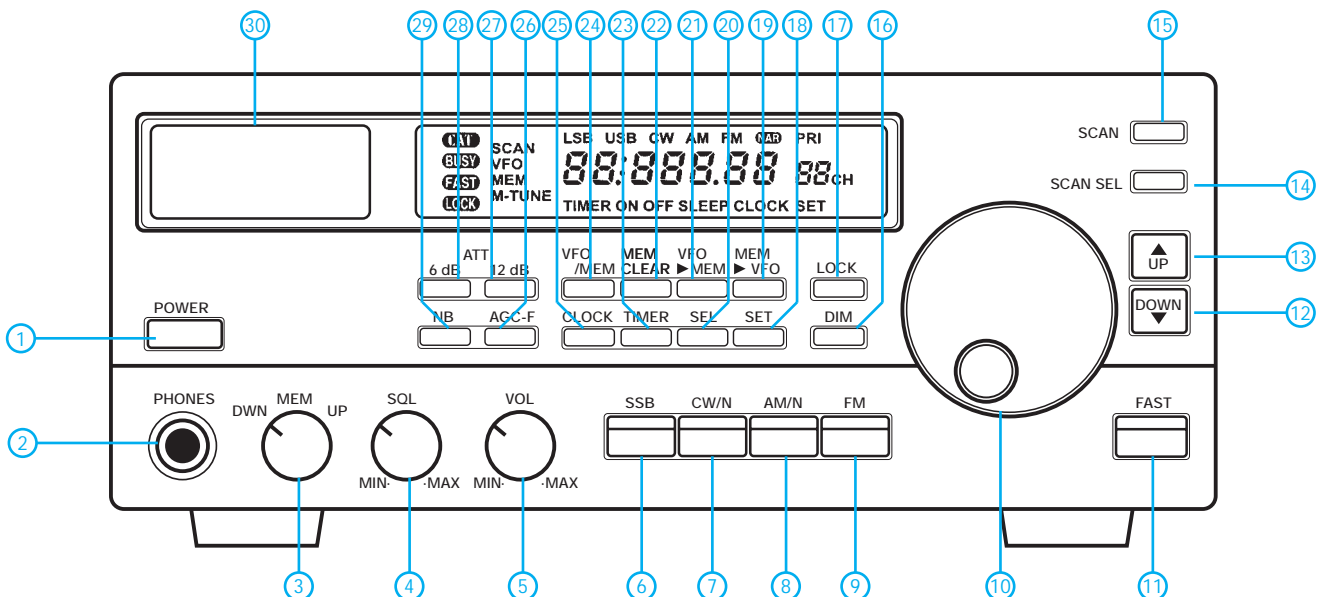 30 29 28 27 26 25 24 23 22 21 20 19 18 17 16 15
CAT
BUSY
FAST
LOCK
SCAN
VFO
MEM
M-TUNE
LSB USB CW AM FM NAR PRI
88:888.88 88CH
TIMER ON OFF SLEEP CLOCK SET
SCAN
SCAN SEL
14
ATT
6 dB 12 dB
VFO /MEM
MEM CLEAR
VFO ▶MEM
MEM ▶ VFO
LOCK
▲ UP
13
POWER
NB AGC-F CLOCK TIMER SEL SET DIM
DOWN ▼
12
1
PHONES
DWN MEM UP
SQL
VOL
SSB CW/N AM/N FM
FAST
2
MIN· ·MAX
MIN· ·MAX
3 4 5 6 7 8 9 10 11